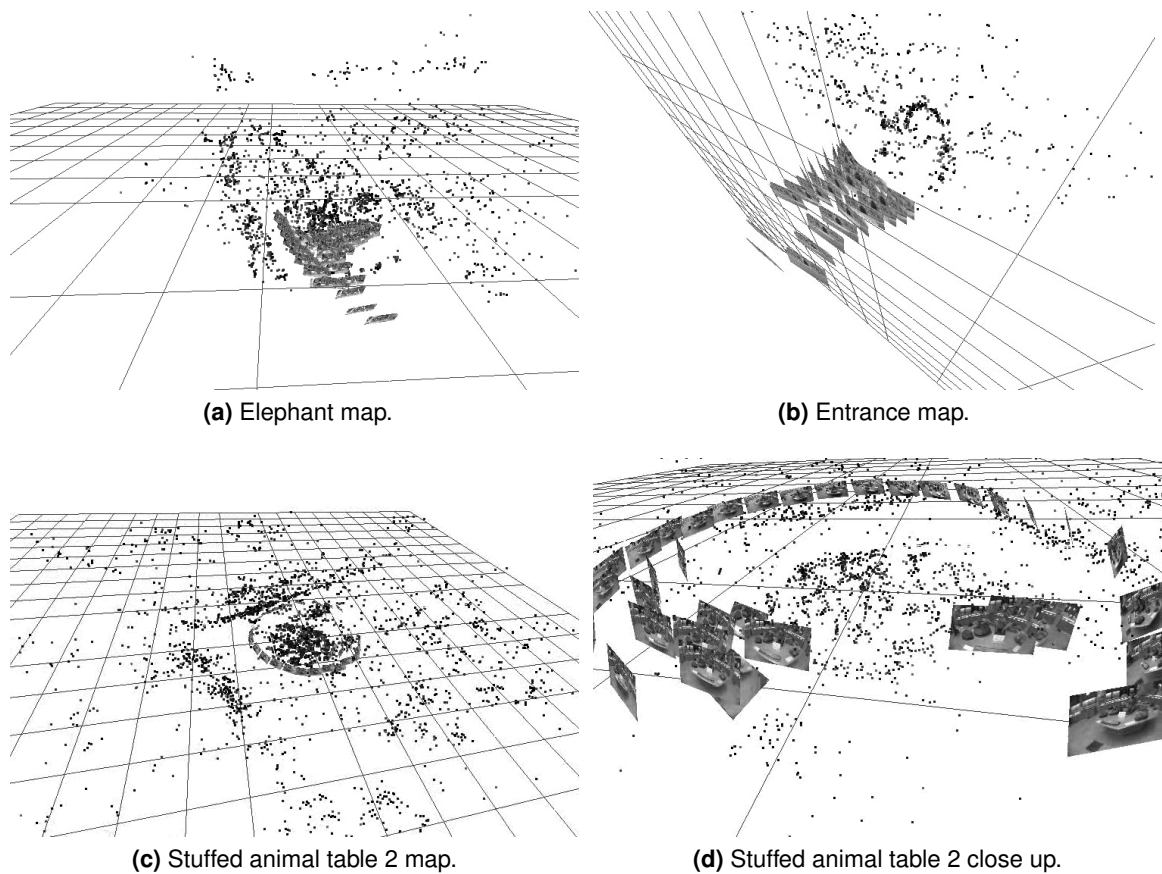 (a) Elephant map.
(b) Entrance map.
(c) Stuffed animal table 2 map.
(d) Stuffed animal table 2 close up.